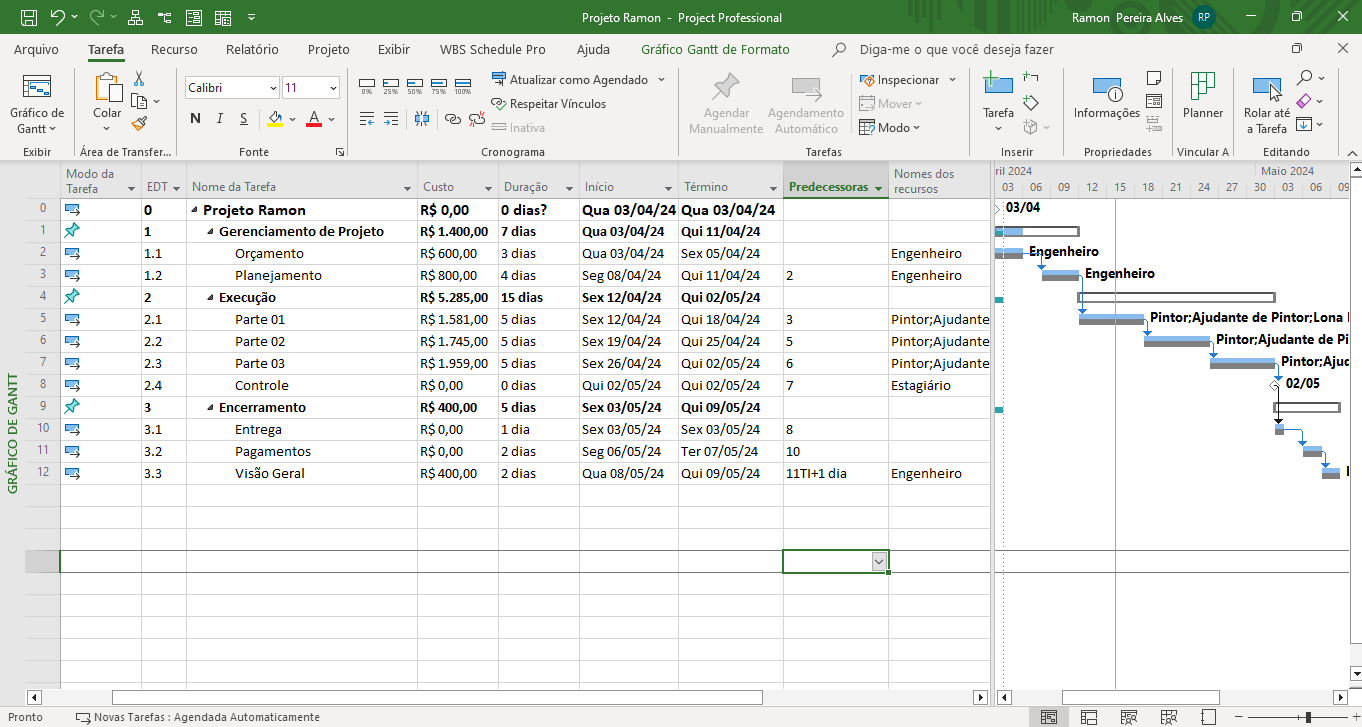 Projeto Ramon - Project Professional
Ramon Pereira Alves RP
Arquivo Tarefa Recurso Relatório Projeto Exibir WBS Schedule Pro Ajuda Gráfico Gantt de Formato Diga-me o que você deseja fazer
Gráfico de Gantt
Exibir
Colar
Área de Transfer...
Calibri 11
N I S A
Fonte
0% 25% 50% 75% 100%
Atualizar como Agendado
Respeitar Vínculos
Inativa
Cronograma
Agendar Manualmente
Agendamento Automático
Inspecionar
Mover
Modo
Tarefas
Tarefa
Inserir
Informações
Propriedades
Planner
Vincular A
Rolar até a Tarefa
Editando
GRÁFICO DE GANTT
Modo da Tarefa EDT Nome da Tarefa Custo Duração Início Término Predecessoras Nomes dos recursos
ril 2024 Maio 2024
03 06 09 12 15 18 21 24 27 30 03 06 09
0 0 Projeto Ramon R$ 0,00 0 dias? Qua 03/04/24 Qua 03/04/24 03/04
1 1 Gerenciamento de Projeto R$ 1.400,00 7 dias Qua 03/04/24 Qui 11/04/24
2 1.1 Orçamento R$ 600,00 3 dias Qua 03/04/24 Sex 05/04/24 Engenheiro Engenheiro
3 1.2 Planejamento R$ 800,00 4 dias Seg 08/04/24 Qui 11/04/24 2 Engenheiro Engenheiro
4 2 Execução R$ 5.285,00 15 dias Sex 12/04/24 Qui 02/05/24
5 2.1 Parte 01 R$ 1.581,00 5 dias Sex 12/04/24 Qui 18/04/24 3 Pintor;Ajudante Pintor;Ajudante de Pintor;Lona
6 2.2 Parte 02 R$ 1.745,00 5 dias Sex 19/04/24 Qui 25/04/24 5 Pintor;Ajudante Pintor;Ajudante de Pi
7 2.3 Parte 03 R$ 1.959,00 5 dias Sex 26/04/24 Qui 02/05/24 6 Pintor;Ajudante Pintor;Ajud
8 2.4 Controle R$ 0,00 0 dias Qui 02/05/24 Qui 02/05/24 7 Estagiário 02/05
9 3 Encerramento R$ 400,00 5 dias Sex 03/05/24 Qui 09/05/24
10 3.1 Entrega R$ 0,00 1 dia Sex 03/05/24 Sex 03/05/24 8
11 3.2 Pagamentos R$ 0,00 2 dias Seg 06/05/24 Ter 07/05/24 10
12 3.3 Visão Geral R$ 400,00 2 dias Qua 08/05/24 Qui 09/05/24 11TI+1 dia Engenheiro
Pronto Novas Tarefas : Agendada Automaticamente